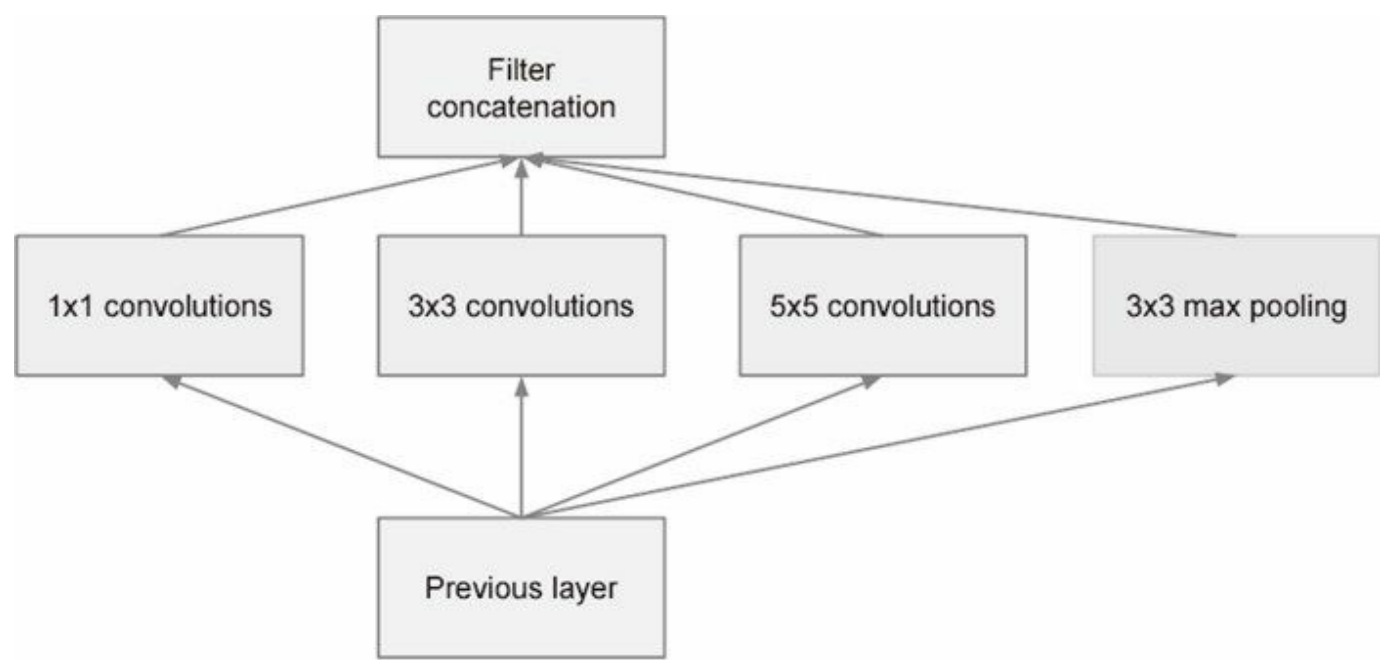 Filter
concatenation
1x1 convolutions
3x3 convolutions
5x5 convolutions
3x3 max pooling
Previous layer